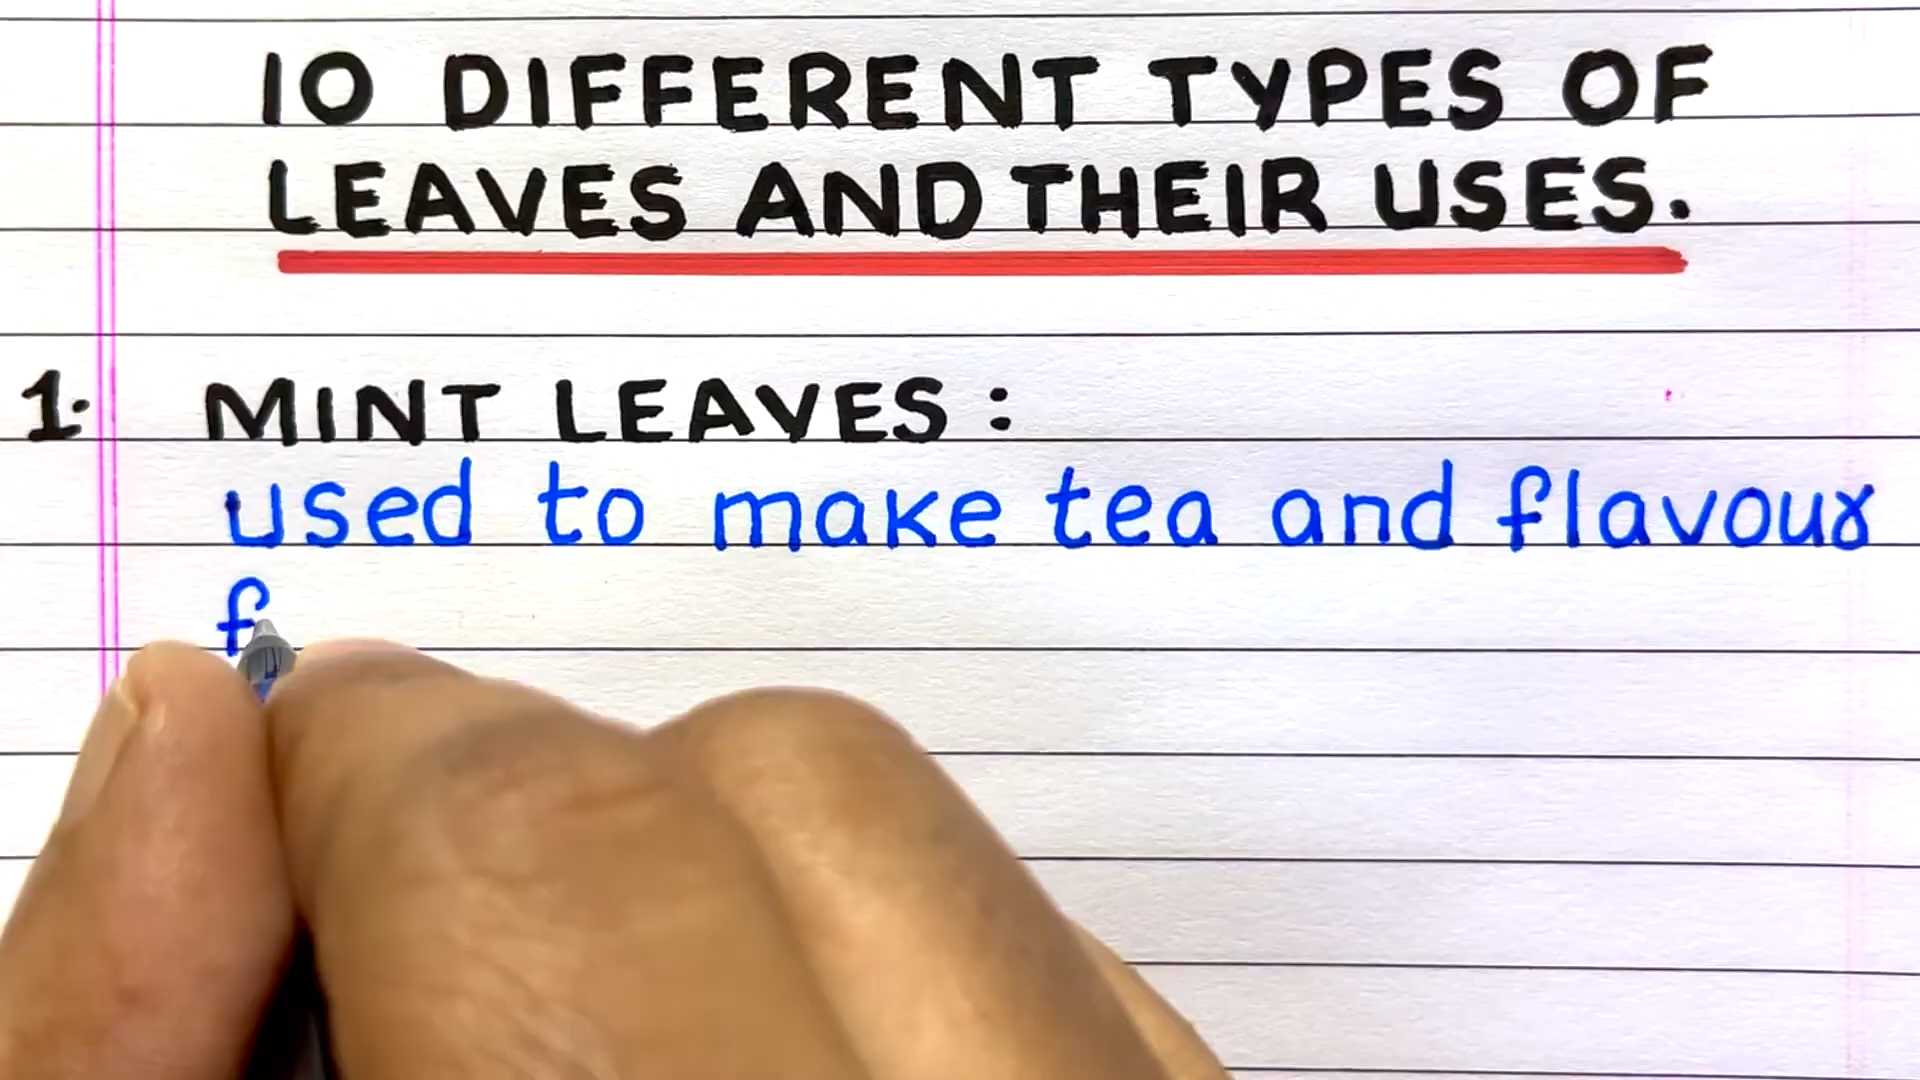 10 DIFFERENT TYPES OF
LEAVES AND THEIR USES.
1. MINT LEAVES :
used to make tea and flavour
f